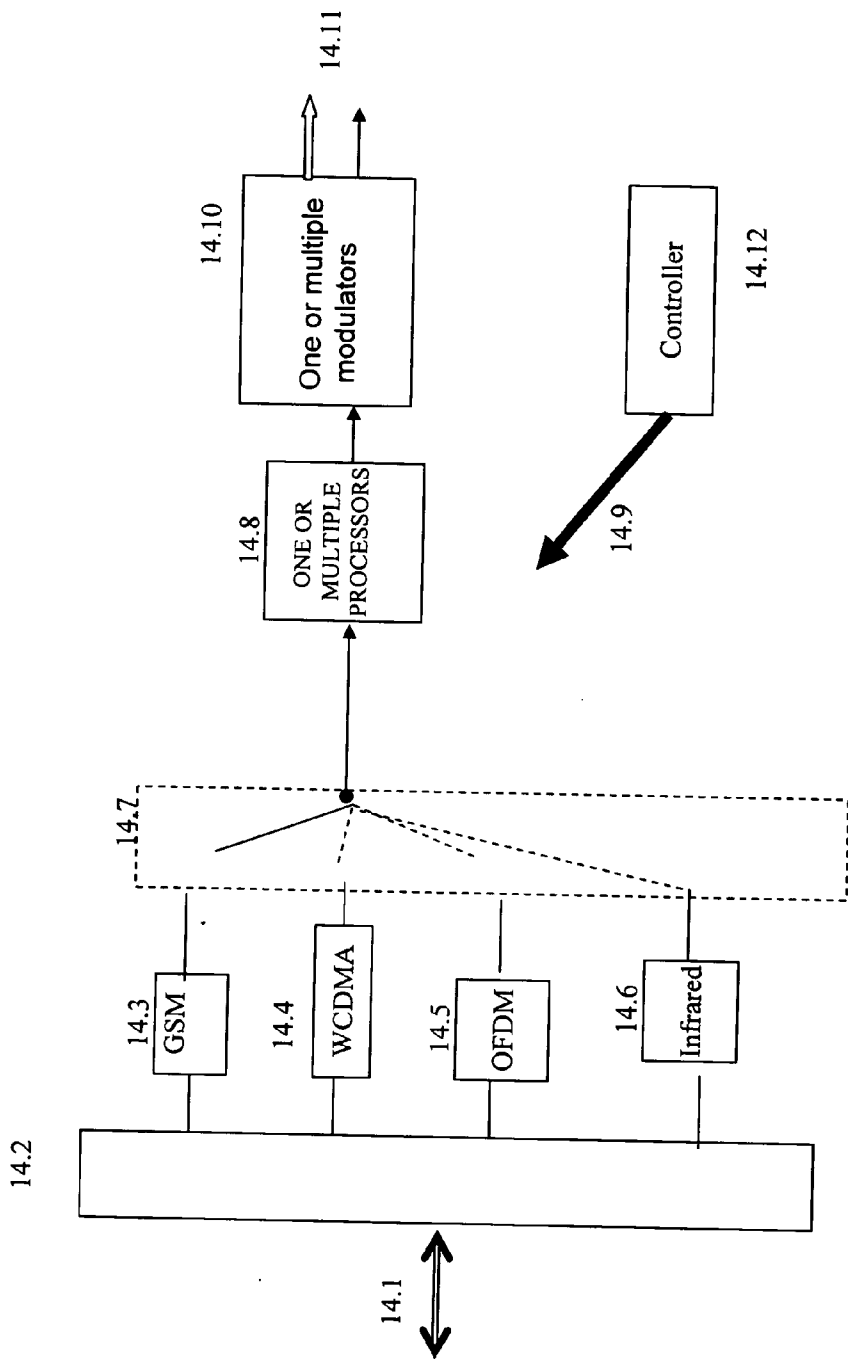 14.1
14.2
14.3
GSM
14.4
WCDMA
14.5
OFDM
14.6
Infrared
14.7
14.8
ONE OR
MULTIPLE
PROCESSORS
14.9
14.10
One or multiple
modulators
14.11
Controller
14.12